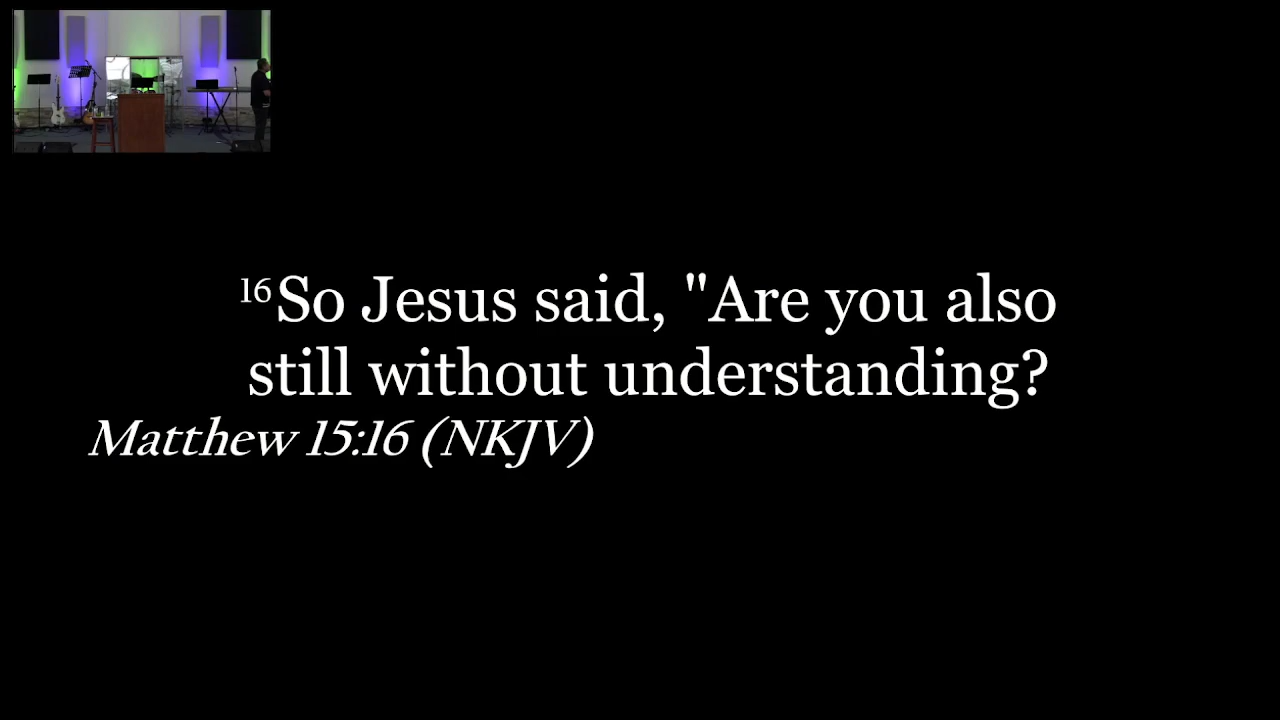 16So Jesus said, "Are you also
still without understanding?
Matthew 15:16 (NKJV)